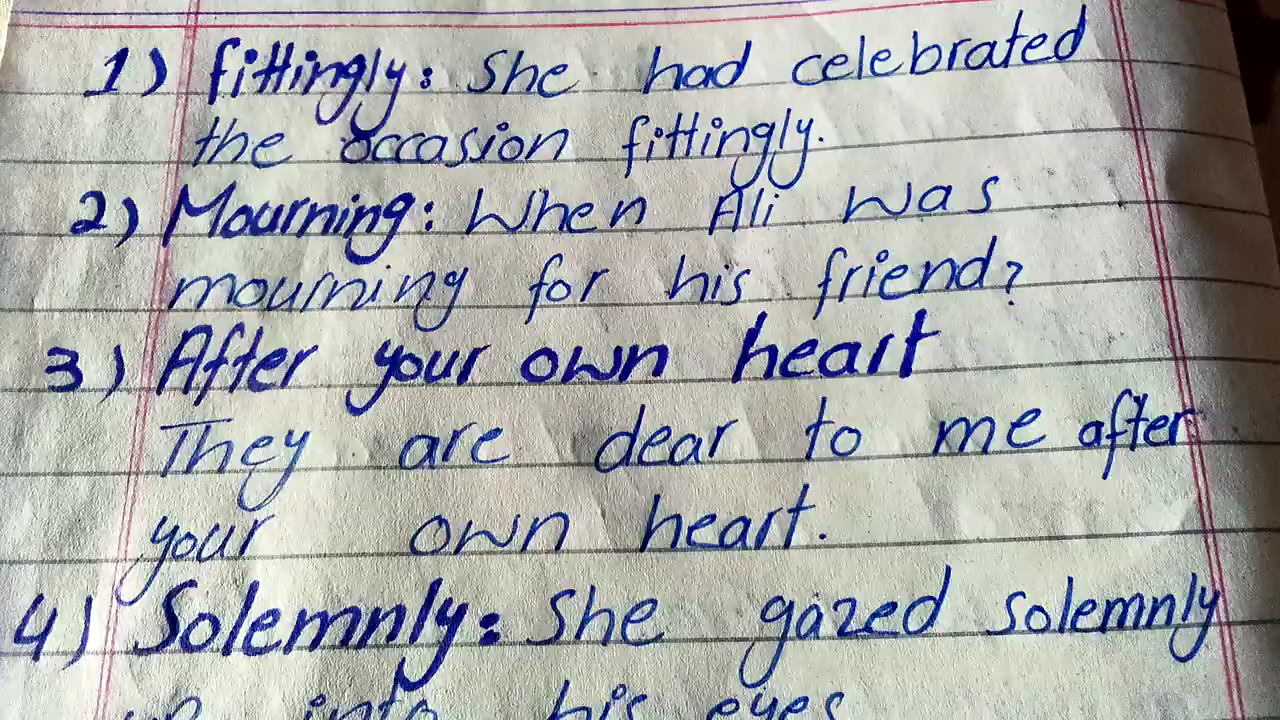 1) fittingly: She had celebrated
the occasion fittingly.
2) Mourning: When Ali was
mourning for his friend?
3) After your own heart
They are dear to me after
your own heart.
4) Solemnly: She gazed solemnly
up into his eyes